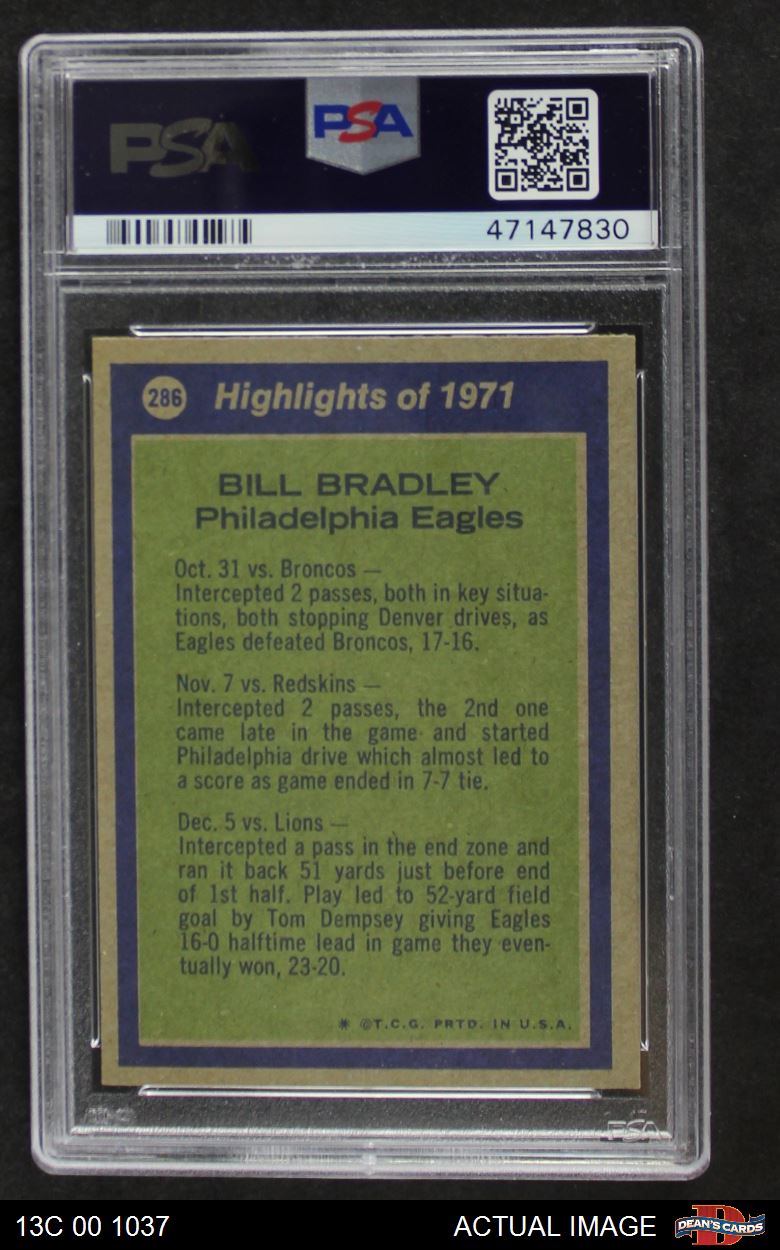 PSA
PSA
47147830
286 Highlights of 1971
BILL BRADLEY
Philadelphia Eagles
Oct. 31 vs. Broncos —
Intercepted 2 passes, both in key situa-
tions, both stopping Denver drives, as
Eagles defeated Broncos, 17-16.
Nov. 7 vs. Redskins —
Intercepted 2 passes, the 2nd one
came late in the game and started
Philadelphia drive which almost led to
a score as game ended in 7-7 tie.
Dec. 5 vs. Lions —
Intercepted a pass in the end zone and
ran it back 51 yards just before end
of 1st half. Play led to 52-yard field
goal by Tom Dempsey giving Eagles
16-0 halftime lead in game they even-
tually won, 23-20.
* ©T.C.G. PRTD. IN U.S.A.
PSA
13C 00 1037
ACTUAL IMAGE
DEAN'S CARDS